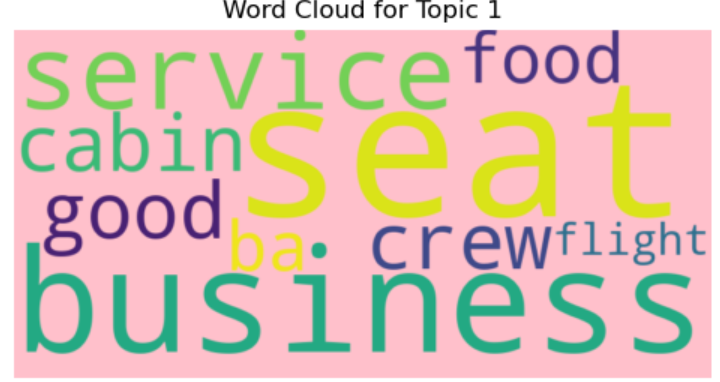 Word Cloud for Topic 1
service food
cabin seat
good
ba crew flight
business